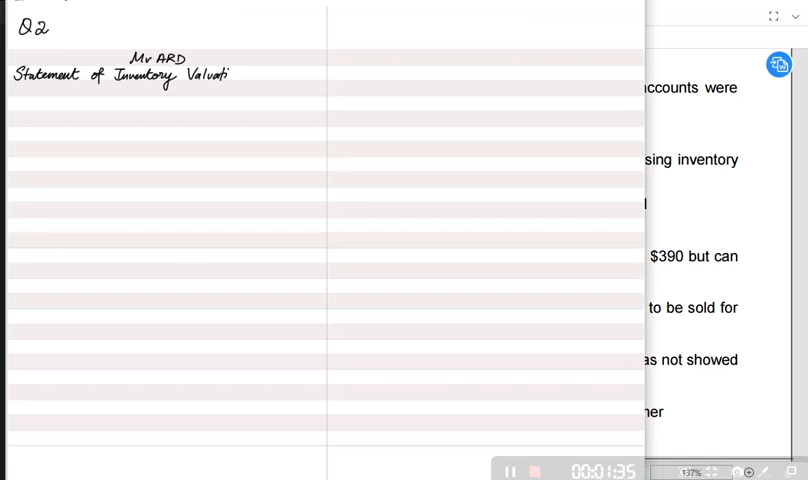 Q2
Mr ARD
Statement of Inventory Valuati
accounts were
sing inventory
$390 but can
to be sold for
as not showed
her
00:01:35
137%